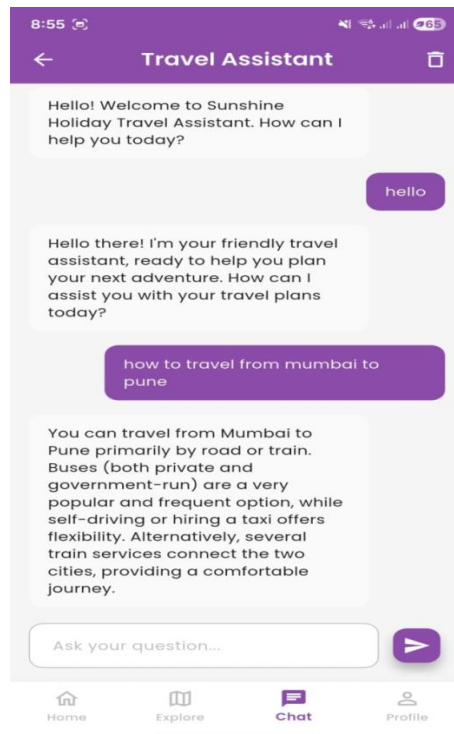 8:55
65
Travel Assistant
Hello! Welcome to Sunshine
Holiday Travel Assistant. How can I
help you today?
hello
Hello there! I'm your friendly travel
assistant, ready to help you plan
your next adventure. How can I
assist you with your travel plans
today?
how to travel from mumbai to
pune
You can travel from Mumbai to
Pune primarily by road or train.
Buses (both private and
government-run) are a very
popular and frequent option, while
self-driving or hiring a taxi offers
flexibility. Alternatively, several
train services connect the two
cities, providing a comfortable
journey.
Ask your question...
Home Explore Chat Profile